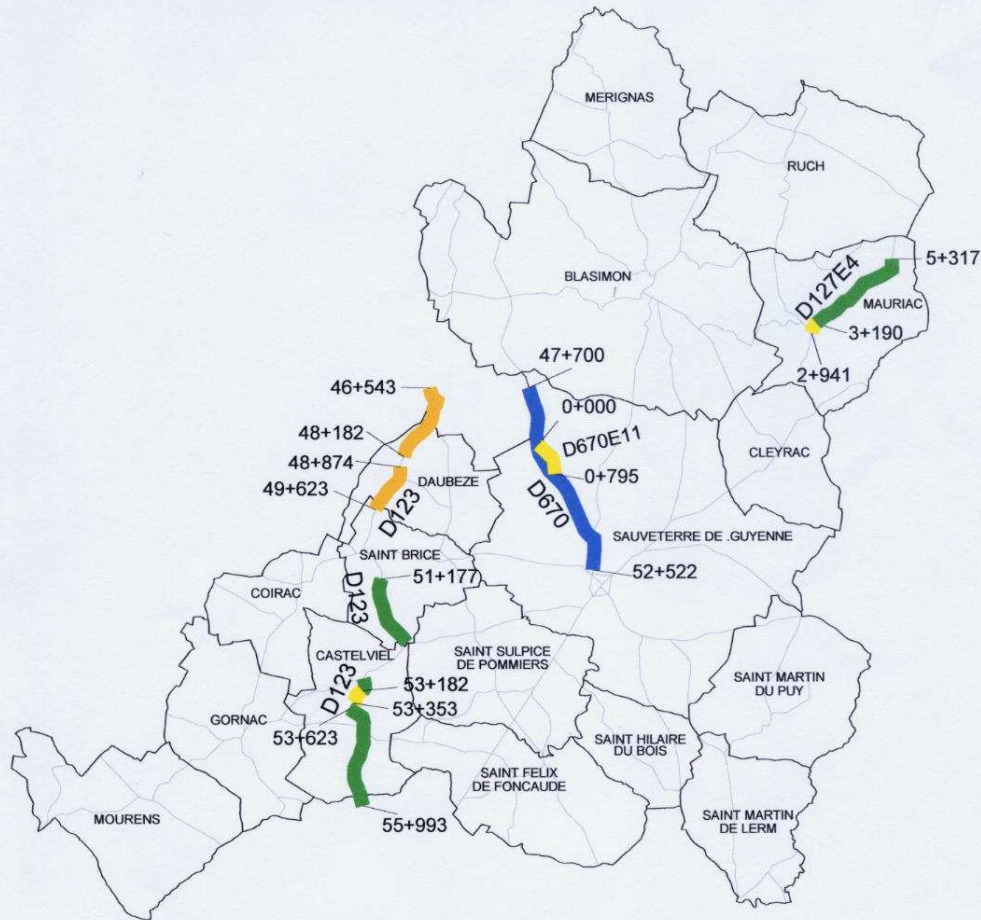 MERIGNAS
RUCH
BLASIMON
D127E4
5+317
MAURIAC
3+190
2+941
47+700
46+543
0+000
48+182
D670E11
48+874
DAUBEZE
CLEYRAC
49+623
D123
0+795
D670
SAUVETERRE DE .GUYENNE
SAINT BRICE
52+522
51+177
D123
COIRAC
CASTELVIEL
SAINT SULPICE
DE POMMIERS
SAINT MARTIN
DU PUY
D123
53+182
53+353
GORNAC
53+623
SAINT HILAIRE
DU BOIS
SAINT FELIX
DE FONCAUDE
MOURENS
55+993
SAINT MARTIN
DE LERM